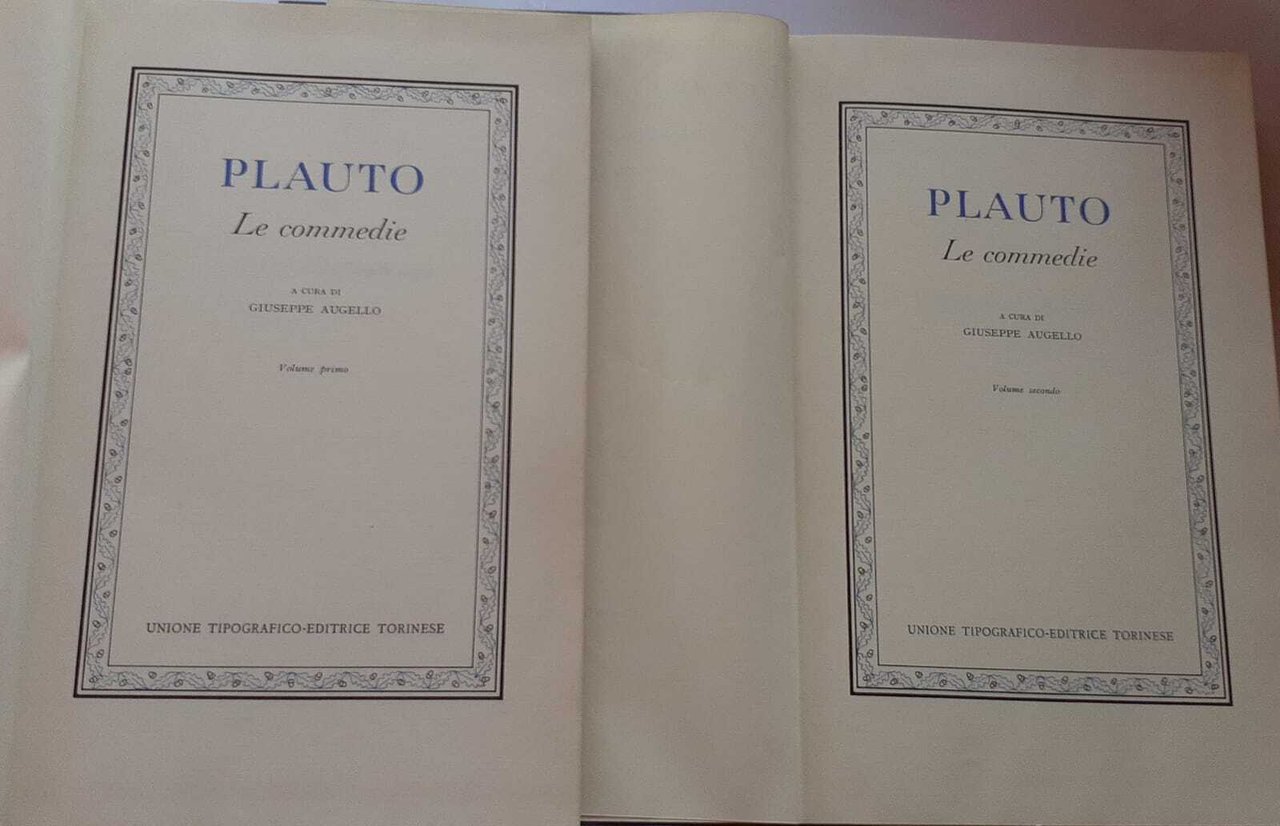 PLAUTO
Le commedie
A CURA DI
GIUSEPPE AUGELLO
Volume primo
UNIONE TIPOGRAFICO-EDITRICE TORINESE
PLAUTO
Le commedie
A CURA DI
GIUSEPPE AUGELLO
Volume secondo
UNIONE TIPOGRAFICO-EDITRICE TORINESE